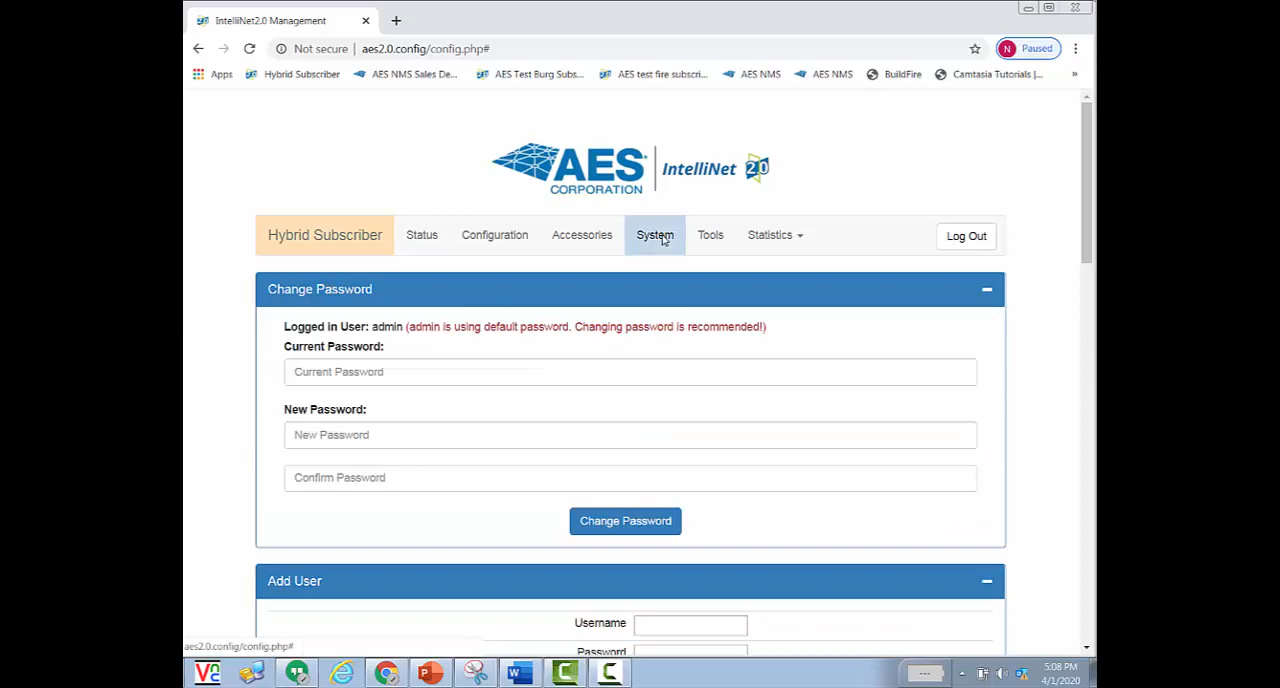 IntelliNet2.0 Management
Not secure | aes2.0.config/config.php#
N Paused
Apps Hybrid Subscriber AES NMS Sales De... AES Test Burg Subs... AES test fire subscri... AES NMS AES NMS BuildFire Camtasia Tutorials |... »
AES CORPORATION IntelliNet 2.0
Hybrid Subscriber Status Configuration Accessories System Tools Statistics Log Out
Change Password
Logged in User: admin (admin is using default password. Changing password is recommended!)
Current Password:
Current Password
New Password:
New Password
Confirm Password
Change Password
Add User
Username
Password
aes2.0.config/config.php#
5:08 PM
4/1/2020